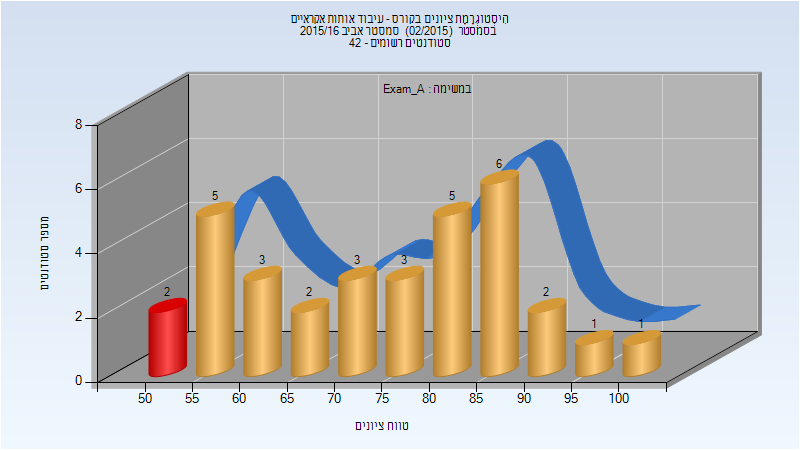 היסטוגרמת ציונים בקורס - עיבוד אותות אקראיים
בסמסטר (02/2015) סמסטר אביב 2015/16
סטודנטים רשומים - 42
במשימה : Exam_A
מספר סטודנטים
8
6
4
2
0
2
5
3
2
3
3
5
6
2
1
1
50 55 60 65 70 75 80 85 90 95 100
טווח ציונים